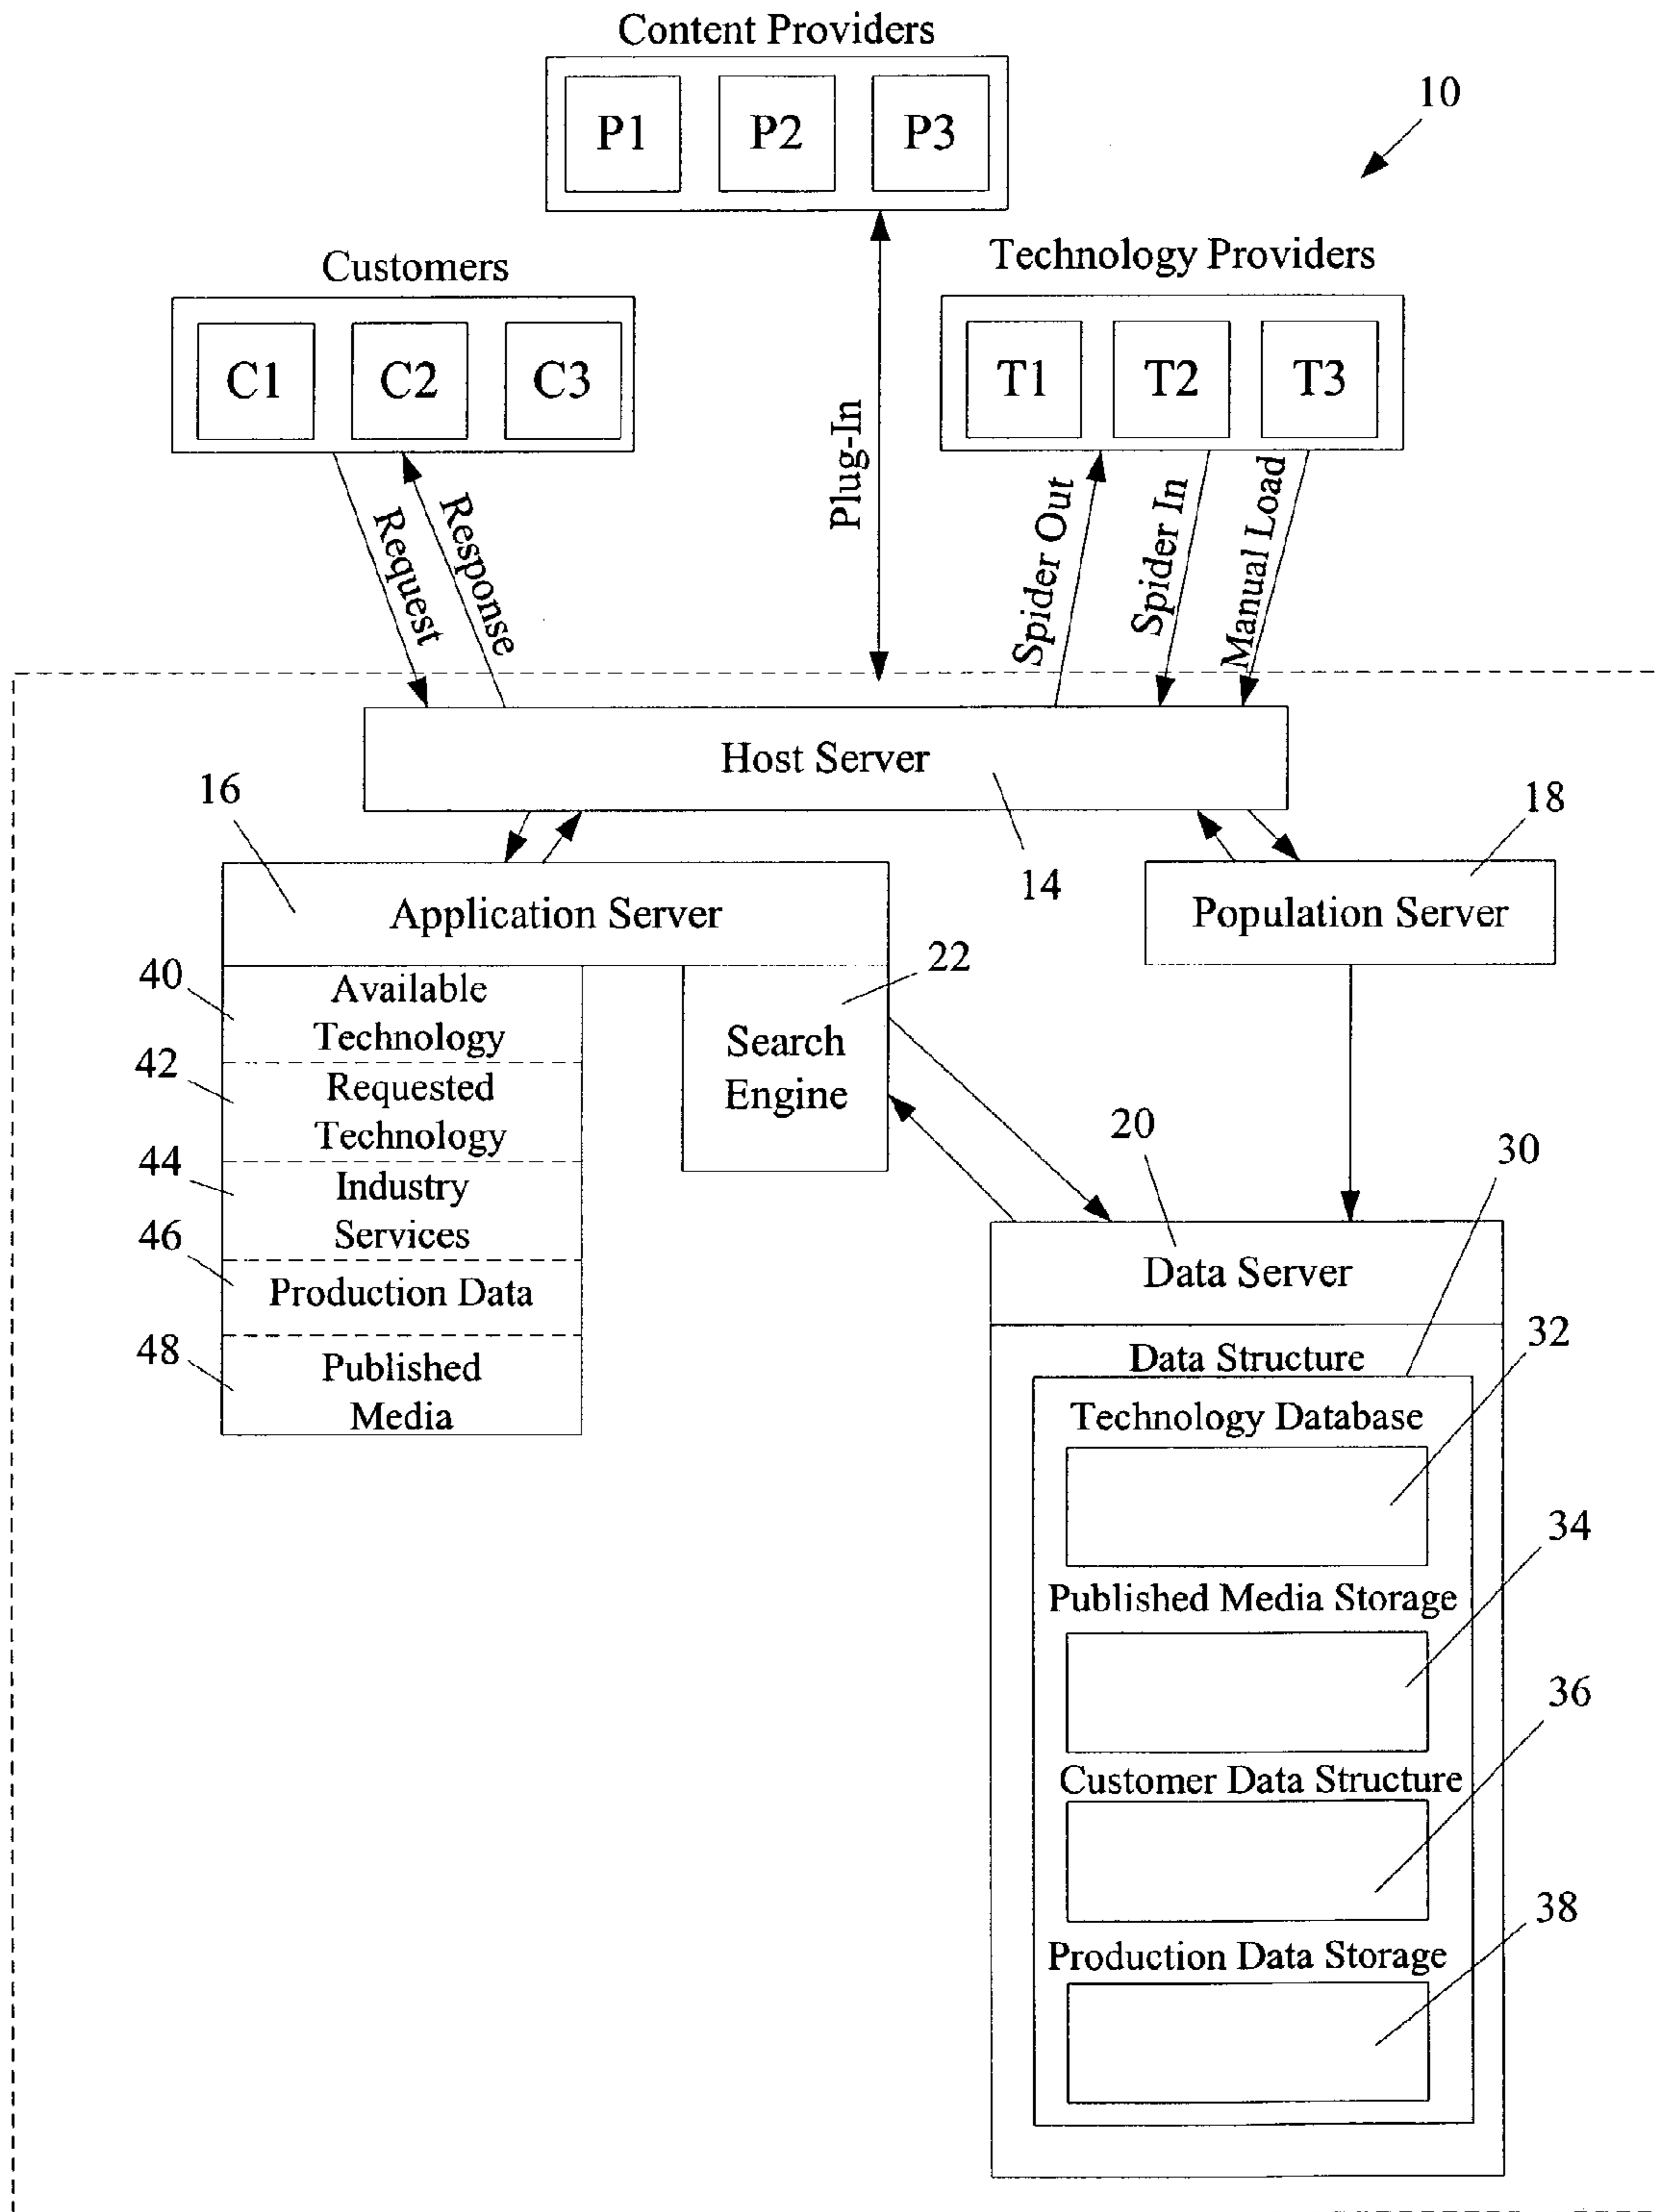 Content Providers
P1 P2 P3
10
Customers
C1 C2 C3
Technology Providers
T1 T2 T3
Plug-In
Request
Response
Spider Out
Spider In
Manual Load
Host Server
14
16
18
Application Server
Population Server
40
Available
Technology
42
Requested
Technology
44
Industry
Services
46
Production Data
48
Published
Media
22
Search
Engine
20
30
Data Server
Data Structure
32
Technology Database
34
Published Media Storage
36
Customer Data Structure
38
Production Data Storage